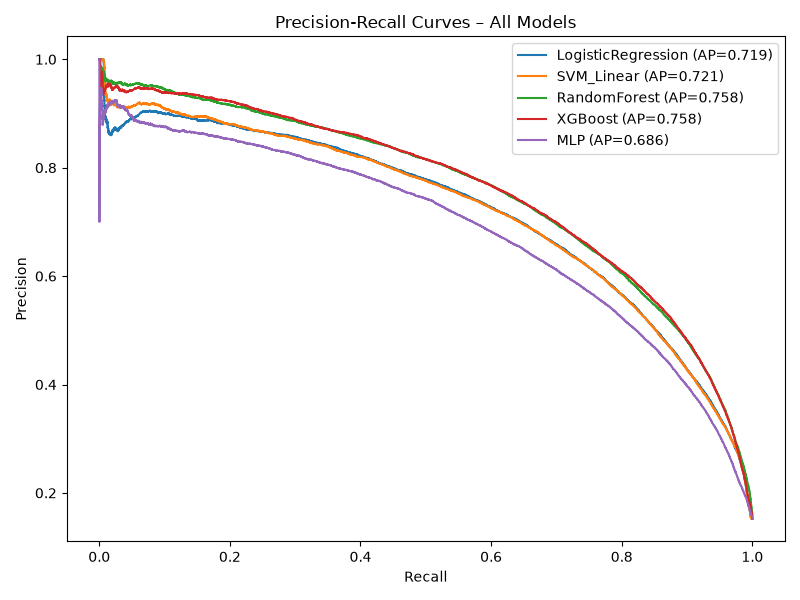 Precision-Recall Curves – All Models
LogisticRegression (AP=0.719)
SVM_Linear (AP=0.721)
RandomForest (AP=0.758)
XGBoost (AP=0.758)
MLP (AP=0.686)
Precision
1.0
0.8
0.6
0.4
0.2
0.0 0.2 0.4 0.6 0.8 1.0
Recall